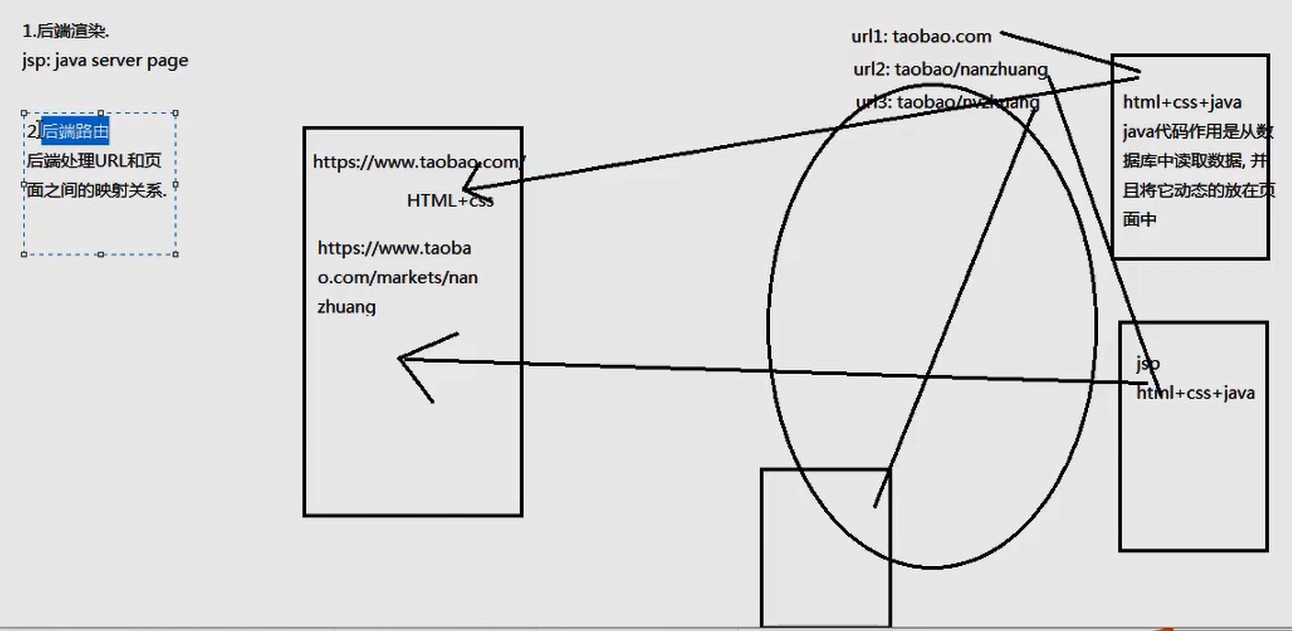 1.后端渲染.
jsp: java server page
2.后端路由
后端处理URL和页
面之间的映射关系.
https://www.taobao.com/
HTML+css
https://www.taoba
o.com/markets/nan
zhuang
url1: taobao.com
url2: taobao/nanzhuang
url3: taobao/nvzhuang
html+css+java
java代码作用是从数
据库中读取数据, 并
且将它动态的放在页
面中
jsp
html+css+java